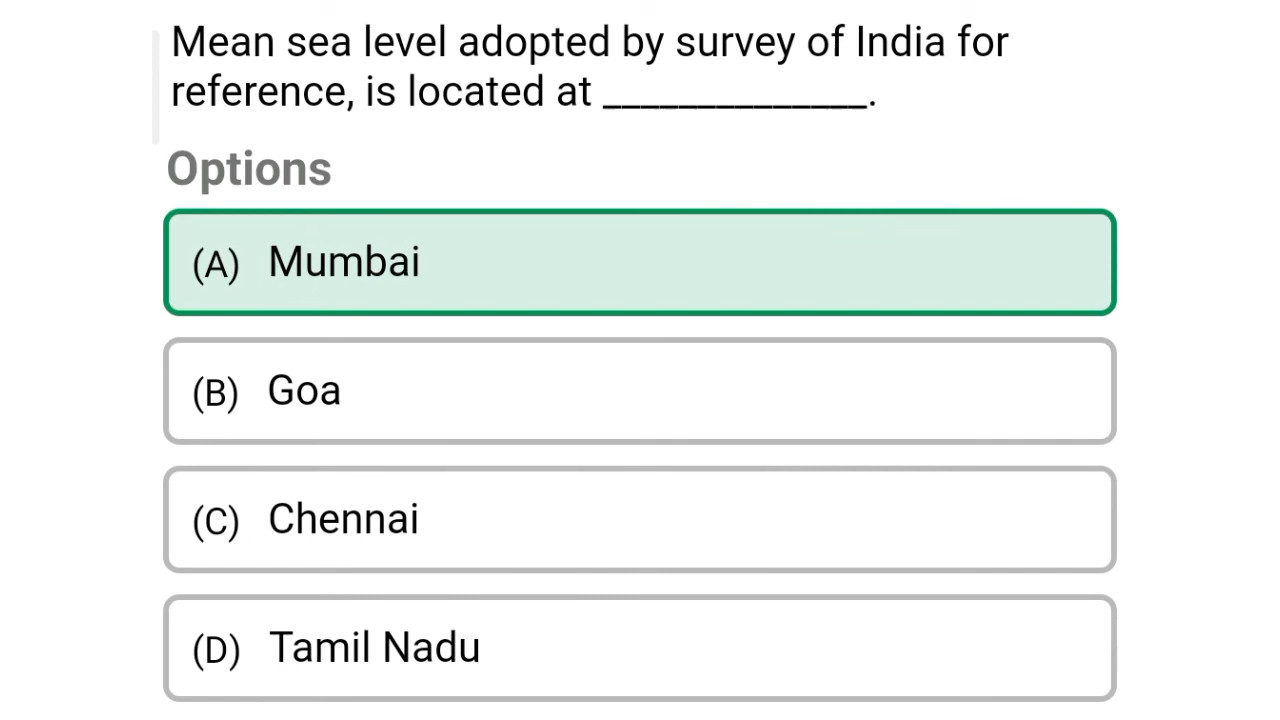 Mean sea level adopted by survey of India for
reference, is located at ______________.
Options
(A) Mumbai
(B) Goa
(C) Chennai
(D) Tamil Nadu